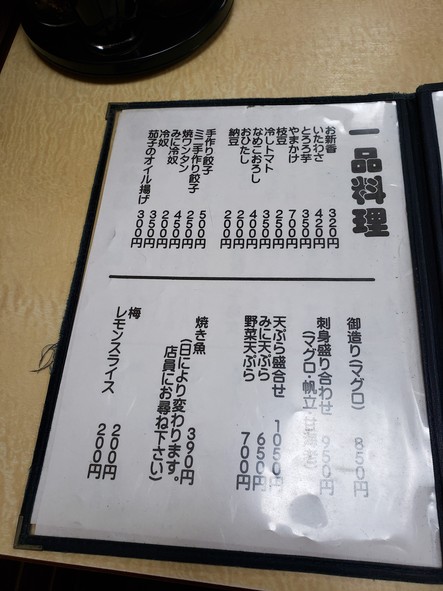 一品料理
お新香 320円
いたわさ 420円
とろろ芋 350円
やまかけ 700円
枝豆 250円
冷しトマト 350円
なめこおろし 400円
おひたし 200円
納豆 200円
手作り餃子 500円
ミニ手作り餃子 250円
焼ワンタン 450円
みに冷奴 200円
冷奴 350円
茄子のオイル揚げ 300円
御造り(マグロ) 850円
刺身盛り合わせ 950円
(マグロ・帆立・甘海老)
天ぷら盛合せ 1050円
みに天ぷら 650円
野菜天ぷら 700円
焼き魚 390円
(日により変わります。
店員にお尋ね下さい)
梅 200円
レモンスライス 200円